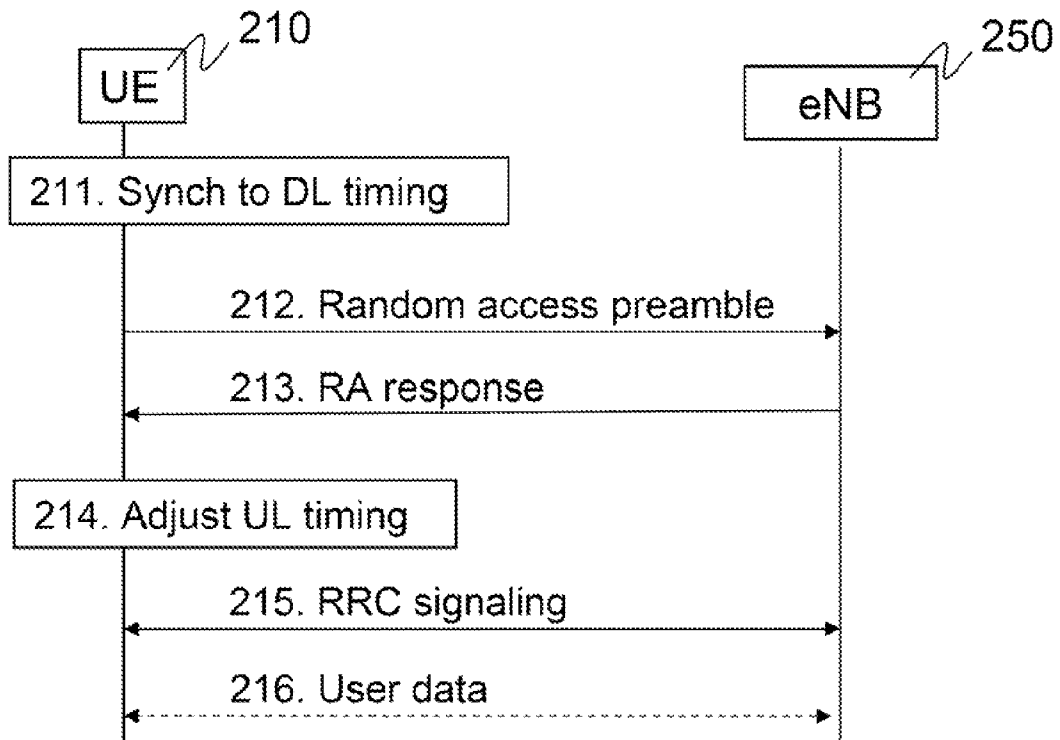 210
UE
250
eNB
211. Synch to DL timing
212. Random access preamble
213. RA response
214. Adjust UL timing
215. RRC signaling
216. User data